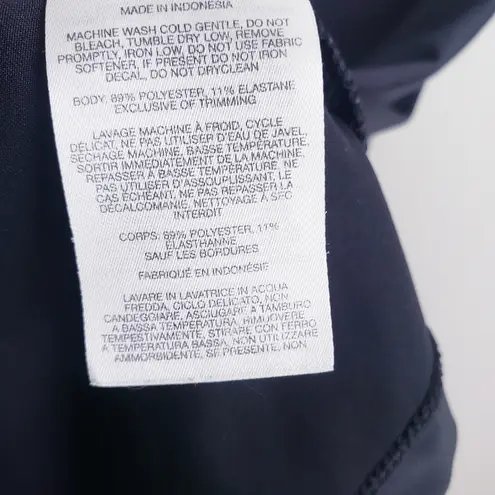 MADE IN INDONESIA
MACHINE WASH COLD GENTLE, DO NOT
BLEACH, TUMBLE DRY LOW, REMOVE
PROMPTLY, IRON LOW, DO NOT USE FABRIC
SOFTENER, IF PRESENT DO NOT IRON
DECAL, DO NOT DRYCLEAN
BODY: 89% POLYESTER, 11% ELASTANE
EXCLUSIVE OF TRIMMING
LAVAGE MACHINE À FROID, CYCLE
DÉLICAT, NE PAS UTILISER D'EAU DE JAVEL,
SÉCHAGE MACHINE, BASSE TEMPÉRATURE,
SORTIR IMMÉDIATEMENT DE LA MACHINE,
REPASSER À BASSE TEMPÉRATURE, NE
PAS UTILISER D'ASSOUPLISSANT, LE
CAS ÉCHÉANT, NE PAS REPASSER LA
DÉCALCOMANIE, NETTOYAGE À SEC
INTERDIT
CORPS: 89% POLYESTER, 11%
ÉLASTHANNE
SAUF LES BORDURES
FABRIQUÉ EN INDONÉSIE
LAVARE IN LAVATRICE IN ACQUA
FREDDA, CICLO DELICATO, NON
CANDEGGIARE, ASCIUGARE A TAMBURO
A BASSA TEMPERATURA, RIMUOVERE
TEMPESTIVAMENTE, STIRARE CON FERRO
A TEMPERATURA BASSA, NON UTILIZZARE
AMMORBIDENTE, SE PRESENTE, NON